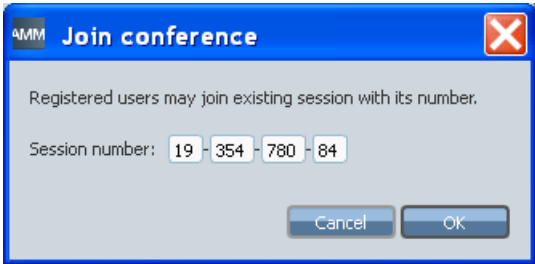 AMM Join conference
Registered users may join existing session with its number.
Session number: 19 - 354 - 780 - 84
Cancel OK